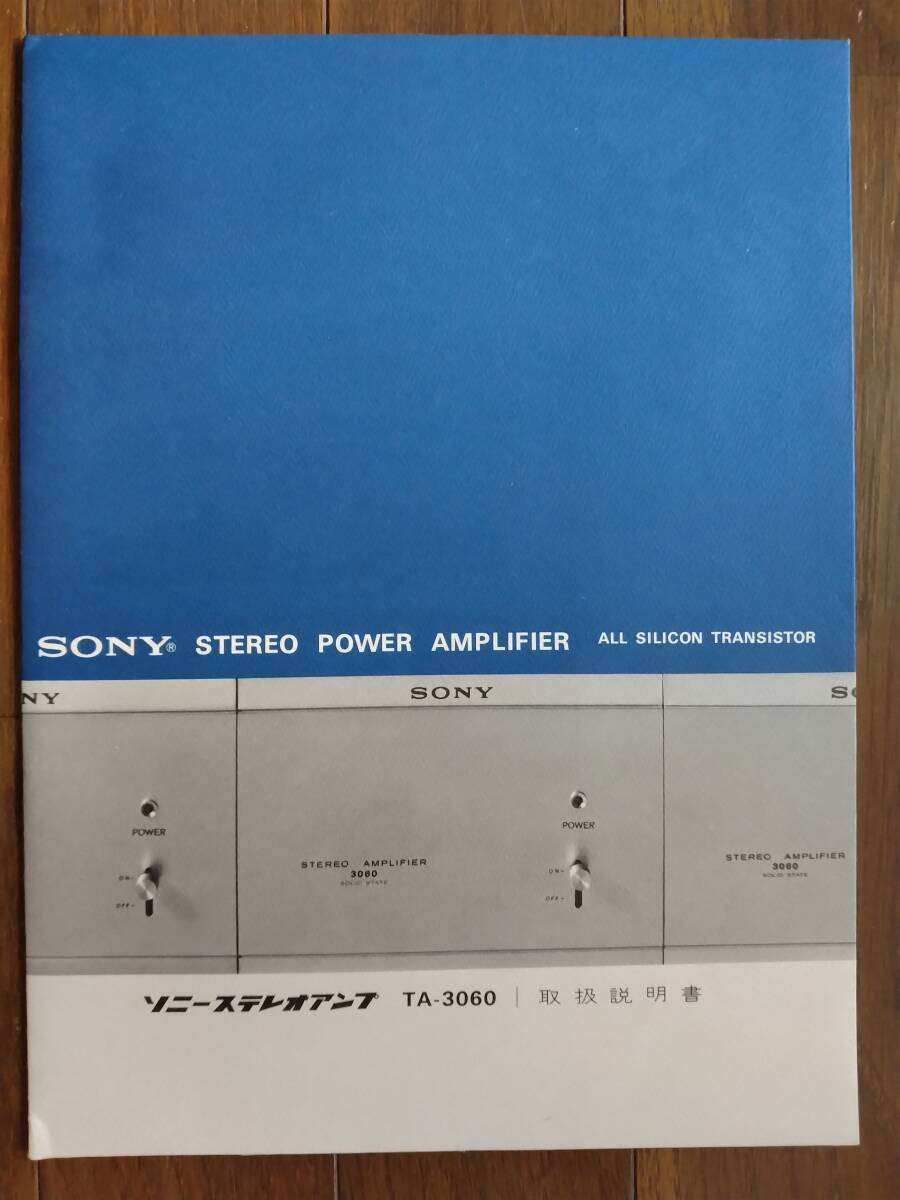 SONY® STEREO POWER AMPLIFIER ALL SILICON TRANSISTOR
NY
SONY
SO
POWER
ON-
OFF-
STEREO AMPLIFIER
3060
SOLID STATE
POWER
ON-
OFF-
STEREO AMPLIFIER
3060
SOLID STATE
ソニーステレオアンプ TA-3060 | 取扱説明書